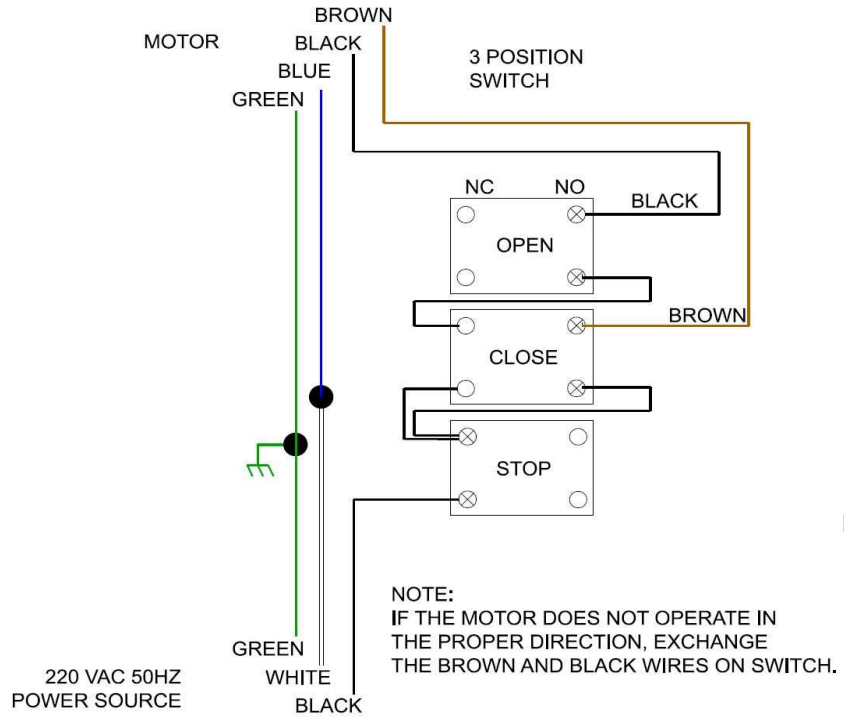 BROWN
MOTOR
BLACK
BLUE
GREEN
3 POSITION
SWITCH
NC
NO
BLACK
OPEN
BROWN
CLOSE
STOP
NOTE:
IF THE MOTOR DOES NOT OPERATE IN
THE PROPER DIRECTION, EXCHANGE
THE BROWN AND BLACK WIRES ON SWITCH.
GREEN
WHITE
BLACK
220 VAC 50HZ
POWER SOURCE